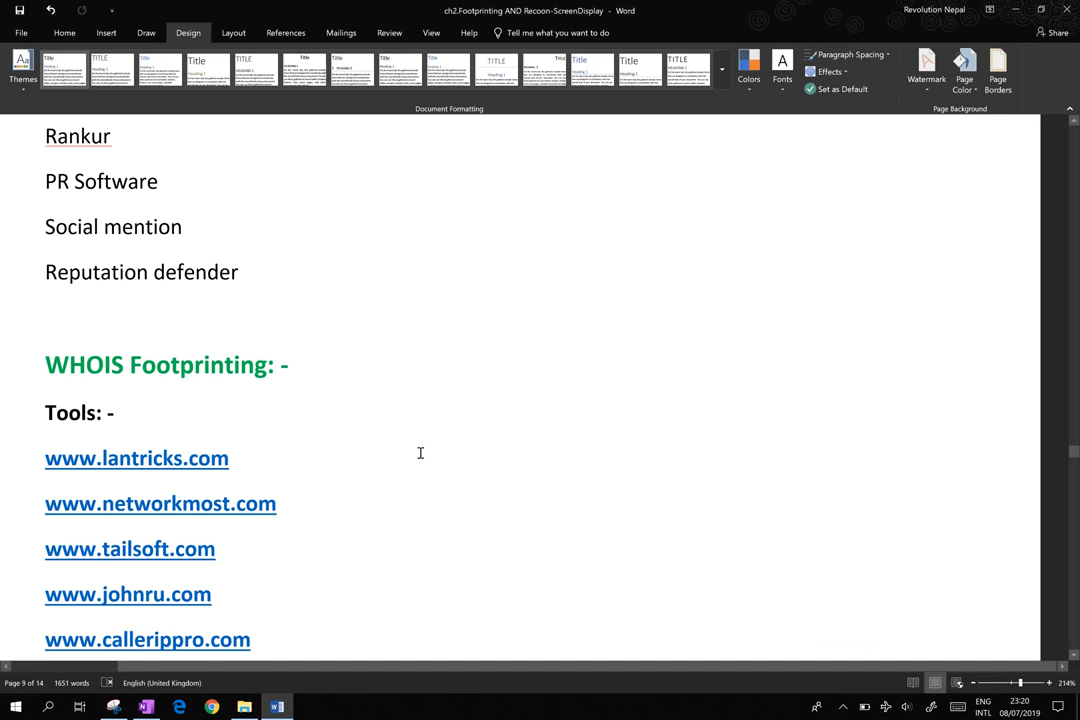 ch2.Footprinting AND Recoon-ScreenDisplay - Word
Revolution Nepal
File Home Insert Draw Design Layout References Mailings Review View Help Tell me what you want to do
Share
Themes
Colors
Fonts
Paragraph Spacing
Effects
Set as Default
Watermark
Page Color
Page Borders
Document Formatting
Page Background
Rankur
PR Software
Social mention
Reputation defender
WHOIS Footprinting: -
Tools: -
www.lantricks.com
www.networkmost.com
www.tailsoft.com
www.johnru.com
www.callerippro.com
Page 9 of 14 1651 words English (United Kingdom)
214%
ENG
INTL
23:20
08/07/2019